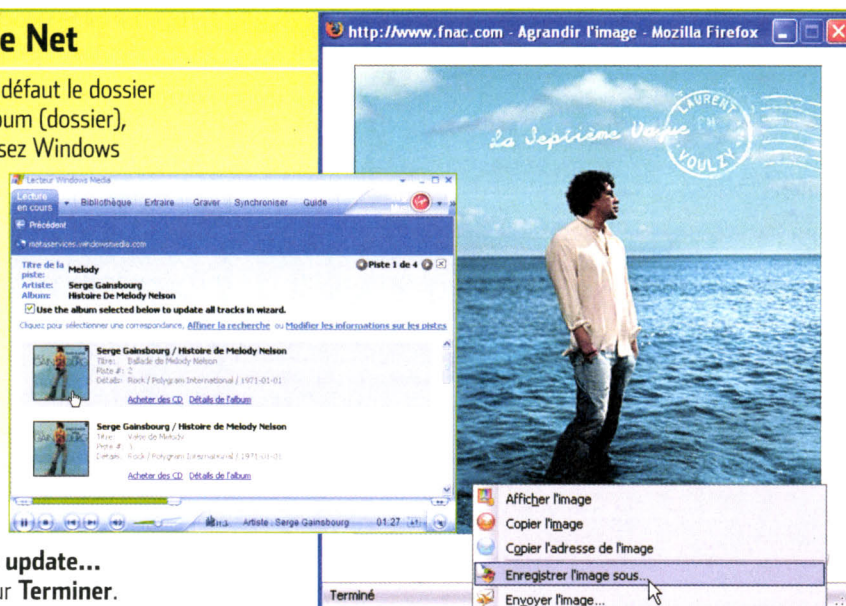 e Net
défaut le dossier
bum (dossier),
sez Windows
Lecteur Windows Media
Lecture
en cours
Bibliothèque Extraire Graver Synchroniser Guide
Précédent
Titre de la
piste: Melody
Piste 1 de 4
Artiste: Serge Gainsbourg
Album: Histoire De Melody Nelson
Use the album selected below to update all tracks in wizard.
Cliquez pour sélectionner une correspondance, Affiner la recherche ou Modifier les informations sur les pistes
Serge Gainsbourg / Histoire de Melody Nelson
Titre: Ballade de Melody Nelson
Piste #: 2
Détails: Rock / Polygram International / 1971-01-01
Acheter des CD Détails de l'album
Serge Gainsbourg / Histoire de Melody Nelson
Titre: Valse de Melody
Piste #: 3
Détails: Rock / Polygram International / 1971-01-01
Acheter des CD Détails de l'album
Artiste : Serge Gainsbourg 01:27
update...
ur Terminer.
http://www.fnac.com - Agrandir l'image - Mozilla Firefox
La Septième Vague
LAURENT
VOULZY
Afficher l'image
Copier l'image
Copier l'adresse de l'image
Enregistrer l'image sous...
Envoyer l'image...
Terminé